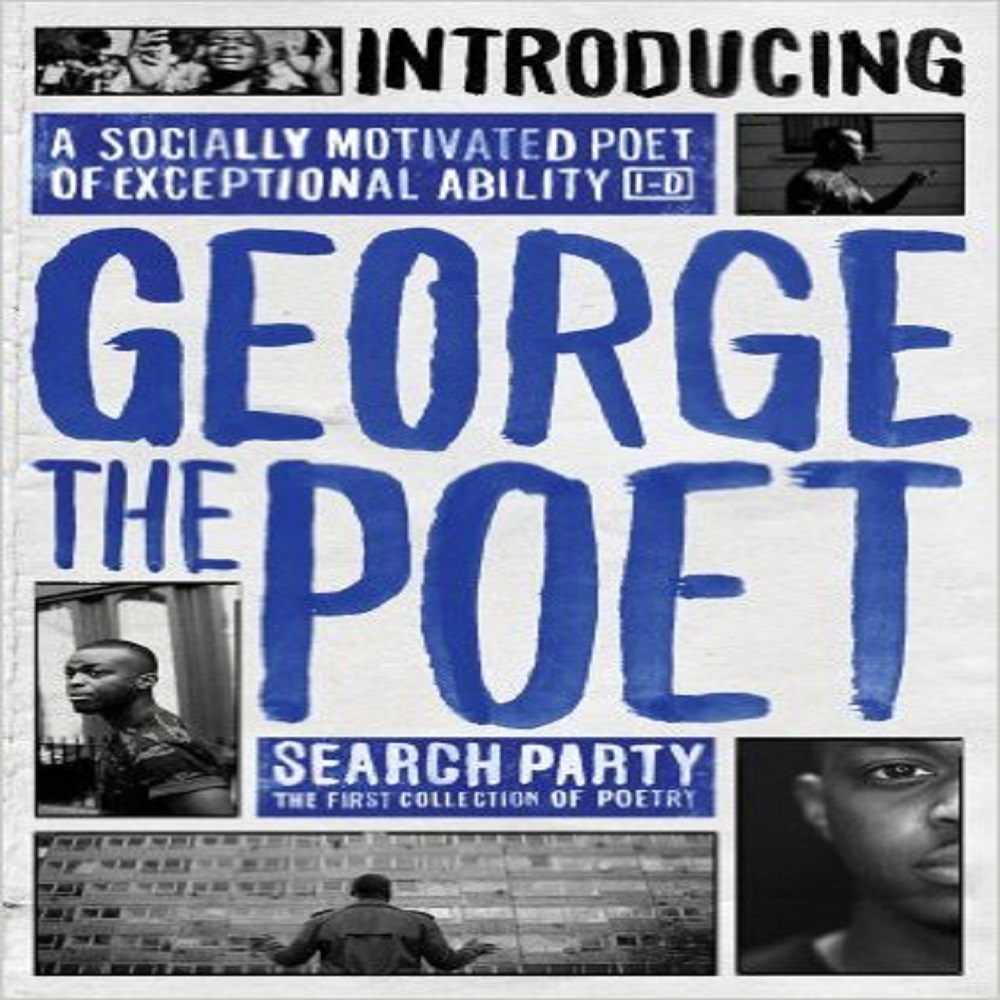 INTRODUCING
A SOCIALLY MOTIVATED POET
OF EXCEPTIONAL ABILITY I-D
GEORGE
THE POET
SEARCH PARTY
THE FIRST COLLECTION OF POETRY